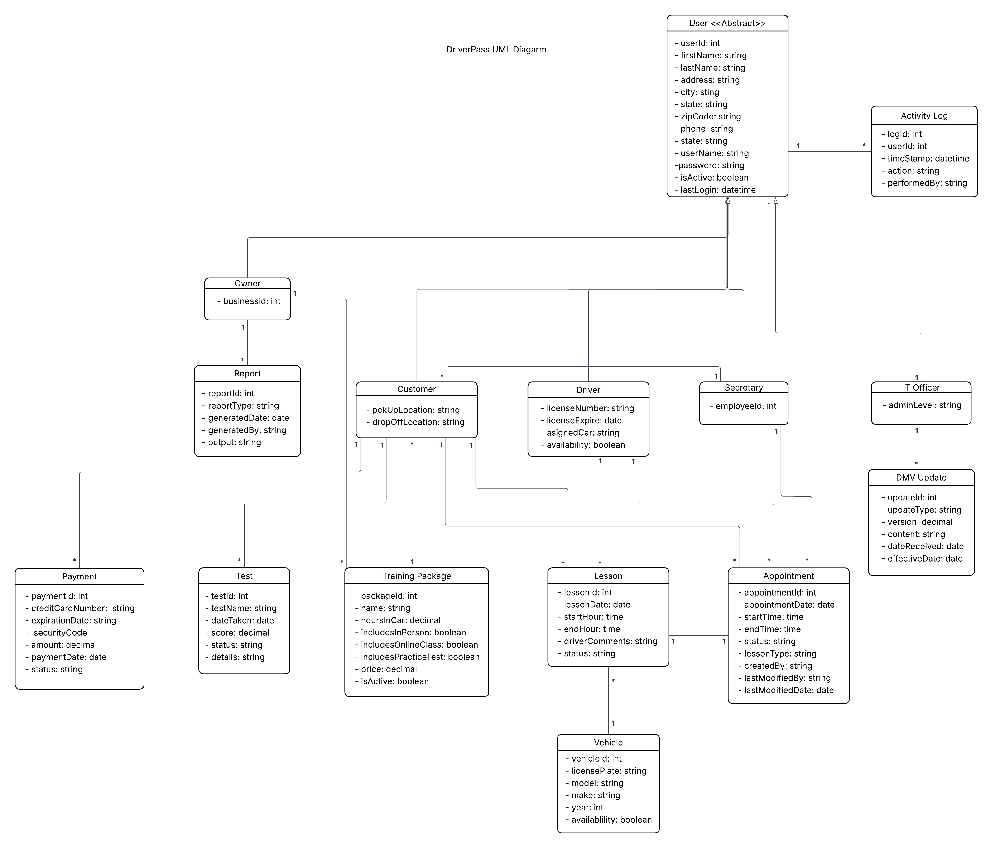 DriverPass UML Diagarm
User <<Abstract>>
- userId: int
- firstName: string
- lastName: string
- address: string
- city: sting
- state: string
- zipCode: string
- phone: string
- state: string
- userName: string
-password: string
- isActive: boolean
- lastLogin: datetime
Activity Log
- logId: int
- userId: int
- timeStamp: datetime
- action: string
- performedBy: string
1
*
*
Owner
- businessId: int
1
1
*
Report
- reportId: int
- reportType: string
- generatedDate: date
- generatedBy: string
- output: string
*
1
1
Customer
- pckUpLocation: string
- dropOffLocation: string
1
1
*
1
1
Driver
- licenseNumber: string
- licenseExpire: date
- asignedCar: string
- availability: boolean
1
1
Secretary
- employeeId: int
1
IT Officer
- adminLevel: string
1
*
DMV Update
- updateId: int
- updateType: string
- version: decimal
- content: string
- dateReceived: date
- effectiveDate: date
*
*
*
1
*
*
*
*
*
Payment
- paymentId: int
- creditCardNumber:  string
- expirationDate: string
-  securityCode
- amount: decimal
- paymentDate: date
- status: string
Test
- testId: int
- testName: string
- dateTaken: date
- score: decimal
- status: string
- details: string
Training Package
- packageId: int
- name: string
- hoursInCar: decimal
- includesInPerson: boolean
- includesOnlineClass: boolean
- includesPracticeTest: boolean
- price: decimal
- isActive: boolean
Lesson
- lessonId: int
- lessonDate: date
- startHour: time
- endHour: time
- driverComments: string
- status: string
1
1
Appointment
- appointmentId: int
- appointmentDate: date
- startTime: time
- endTime: time
- status: string
- lessonType: string
- createdBy: string
- lastModifiedBy: string
- lastModifiedDate: date
*
1
Vehicle
- vehicleId: int
- licensePlate: string
- model: string
- make: string
- year: int
- availablility: boolean